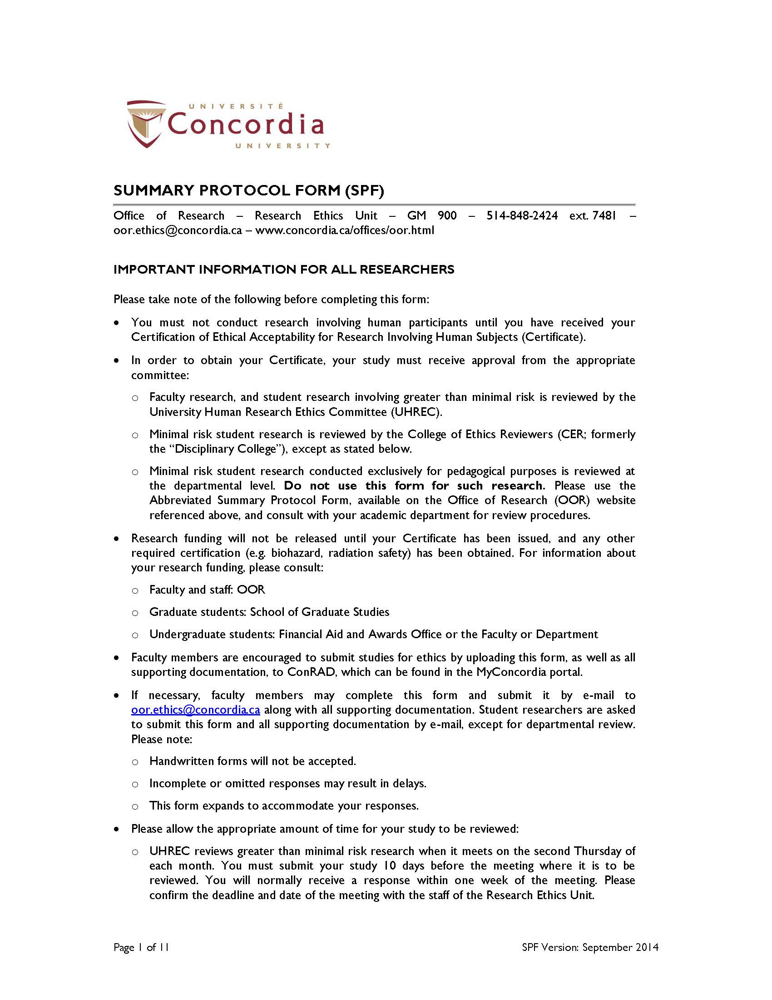 UNIVERSITÉ
Concordia
UNIVERSITY
SUMMARY PROTOCOL FORM (SPF)
Office of Research – Research Ethics Unit – GM 900 – 514-848-2424 ext. 7481 –
oor.ethics@concordia.ca – www.concordia.ca/offices/oor.html
IMPORTANT INFORMATION FOR ALL RESEARCHERS
Please take note of the following before completing this form:
• You must not conduct research involving human participants until you have received your
Certification of Ethical Acceptability for Research Involving Human Subjects (Certificate).
• In order to obtain your Certificate, your study must receive approval from the appropriate
committee:
o Faculty research, and student research involving greater than minimal risk is reviewed by the
University Human Research Ethics Committee (UHREC).
o Minimal risk student research is reviewed by the College of Ethics Reviewers (CER; formerly
the “Disciplinary College”), except as stated below.
o Minimal risk student research conducted exclusively for pedagogical purposes is reviewed at
the departmental level. Do not use this form for such research. Please use the
Abbreviated Summary Protocol Form, available on the Office of Research (OOR) website
referenced above, and consult with your academic department for review procedures.
• Research funding will not be released until your Certificate has been issued, and any other
required certification (e.g. biohazard, radiation safety) has been obtained. For information about
your research funding, please consult:
o Faculty and staff: OOR
o Graduate students: School of Graduate Studies
o Undergraduate students: Financial Aid and Awards Office or the Faculty or Department
• Faculty members are encouraged to submit studies for ethics by uploading this form, as well as all
supporting documentation, to ConRAD, which can be found in the MyConcordia portal.
• If necessary, faculty members may complete this form and submit it by e-mail to
oor.ethics@concordia.ca along with all supporting documentation. Student researchers are asked
to submit this form and all supporting documentation by e-mail, except for departmental review.
Please note:
o Handwritten forms will not be accepted.
o Incomplete or omitted responses may result in delays.
o This form expands to accommodate your responses.
• Please allow the appropriate amount of time for your study to be reviewed:
o UHREC reviews greater than minimal risk research when it meets on the second Thursday of
each month. You must submit your study 10 days before the meeting where it is to be
reviewed. You will normally receive a response within one week of the meeting. Please
confirm the deadline and date of the meeting with the staff of the Research Ethics Unit.
Page 1 of 11 SPF Version: September 2014